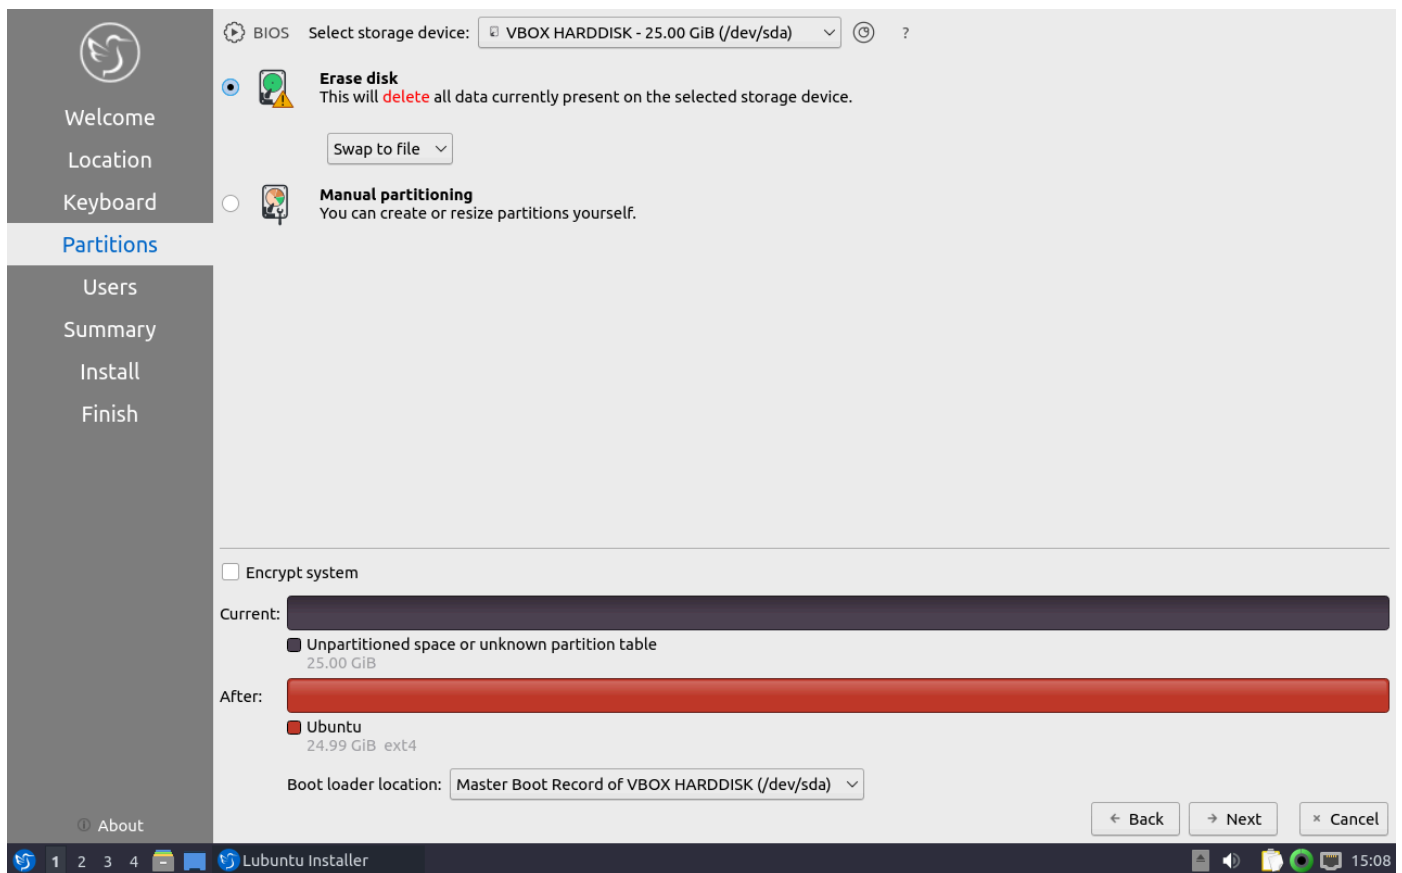 BIOS Select storage device: VBOX HARDDISK - 25.00 GiB (/dev/sda) ?
Erase disk
This will delete all data currently present on the selected storage device.
Swap to file
Manual partitioning
You can create or resize partitions yourself.
Welcome
Location
Keyboard
Partitions
Users
Summary
Install
Finish
About
Encrypt system
Current:
Unpartitioned space or unknown partition table
25.00 GiB
After:
Ubuntu
24.99 GiB ext4
Boot loader location: Master Boot Record of VBOX HARDDISK (/dev/sda)
Back Next Cancel
1 2 3 4 Lubuntu Installer 15:08